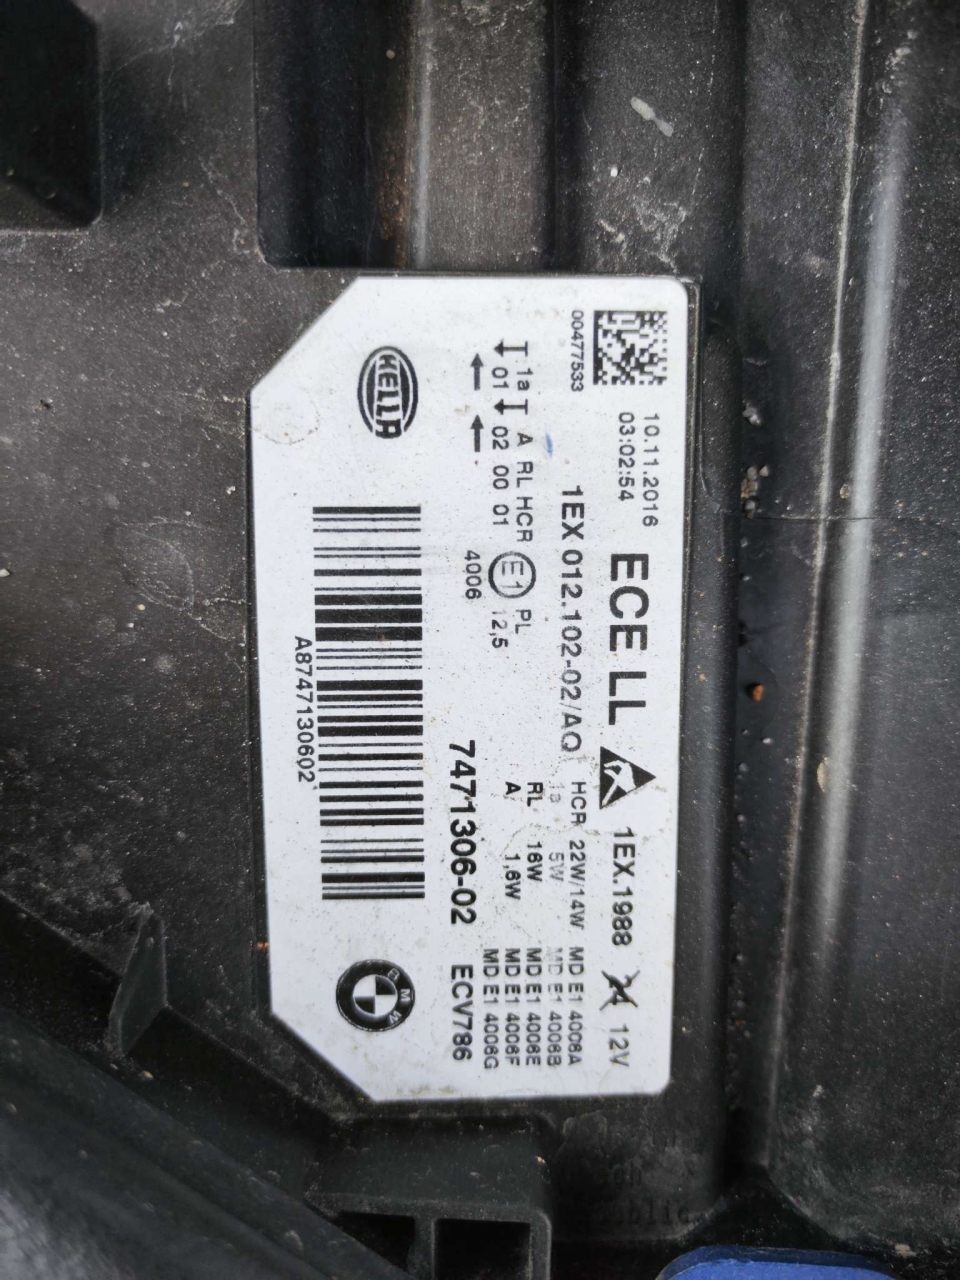 00477533
10.11.2016
03:02:54
ECE LL
1EX.1988
12V
1EX 012.102-02/AQ
HCR 22W/14W MD E1 4006A
1a 5W MD E1 4006B
RL 16W MD E1 4006E
A 1,6W MD E1 4006F
MD E1 4006G
1a A RL HCR E1 PL
01 02 00 01 12,5
4006
7471306-02 ECV786
HELLA
A8747130602
BMW